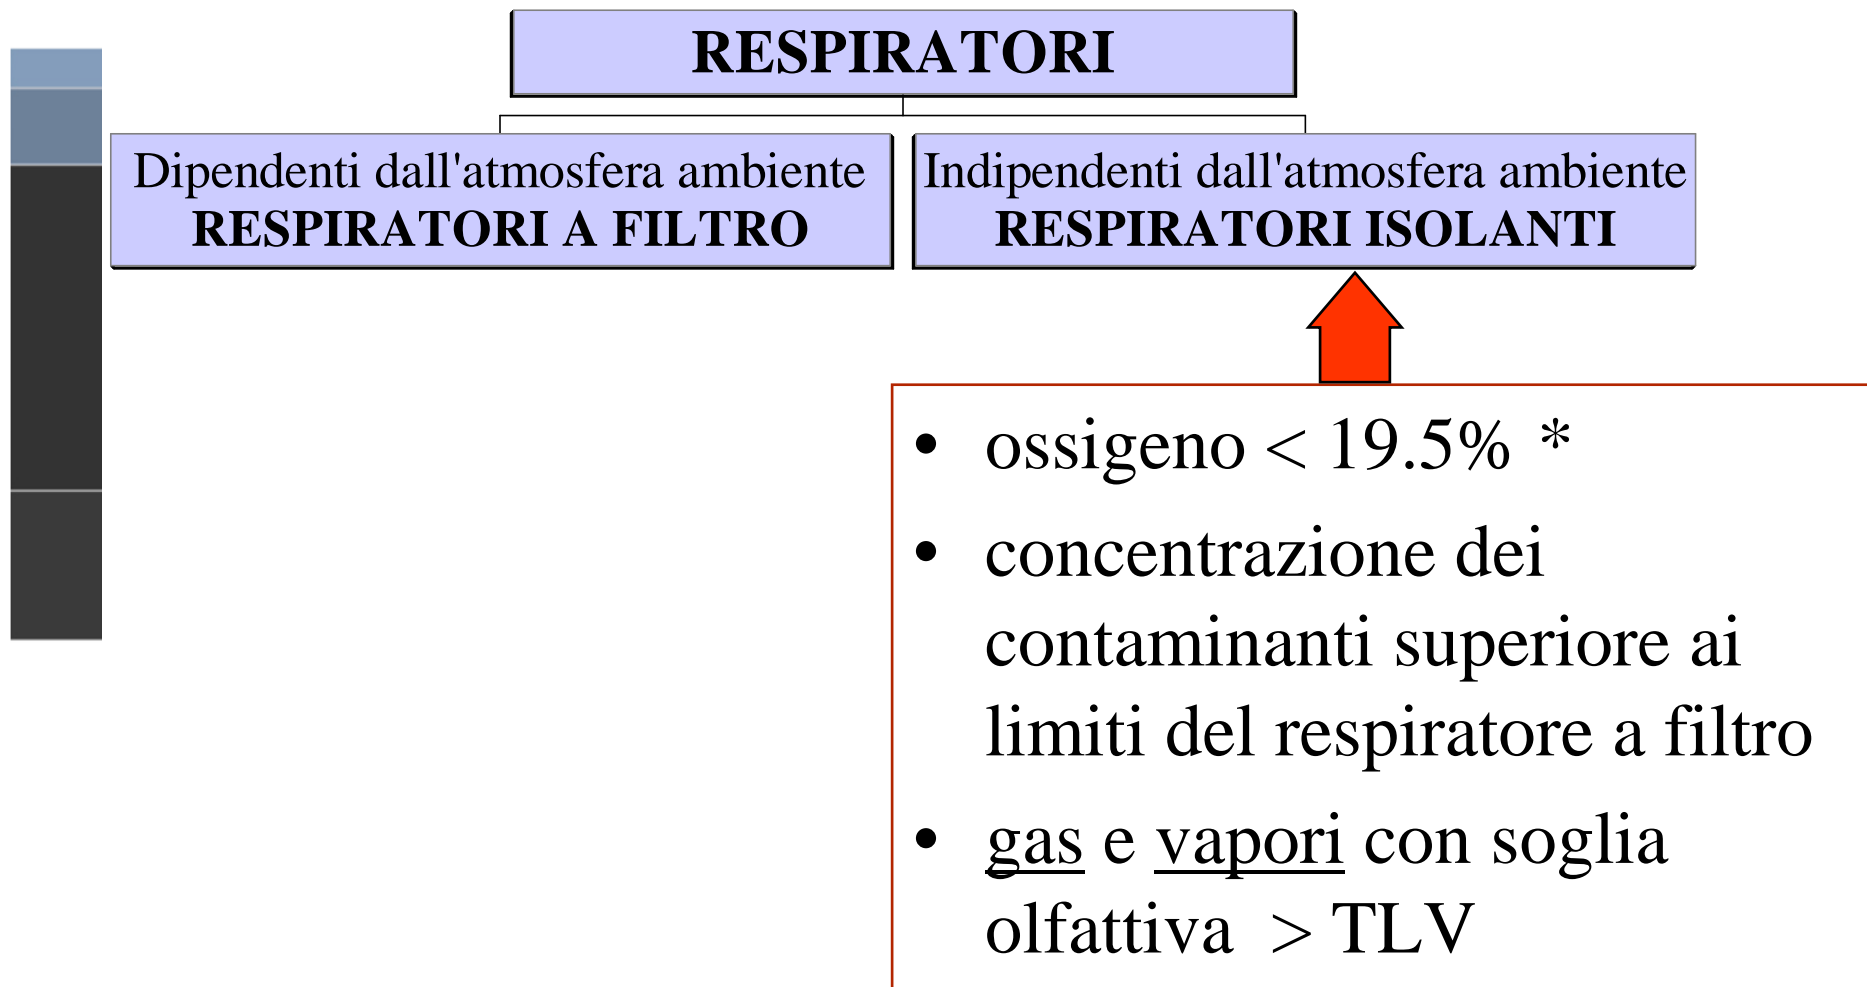 RESPIRATORI
Dipendenti dall'atmosfera ambiente
RESPIRATORI A FILTRO
Indipendenti dall'atmosfera ambiente
RESPIRATORI ISOLANTI
• ossigeno < 19.5% *
• concentrazione dei
contaminanti superiore ai
limiti del respiratore a filtro
• gas e vapori con soglia
olfattiva > TLV